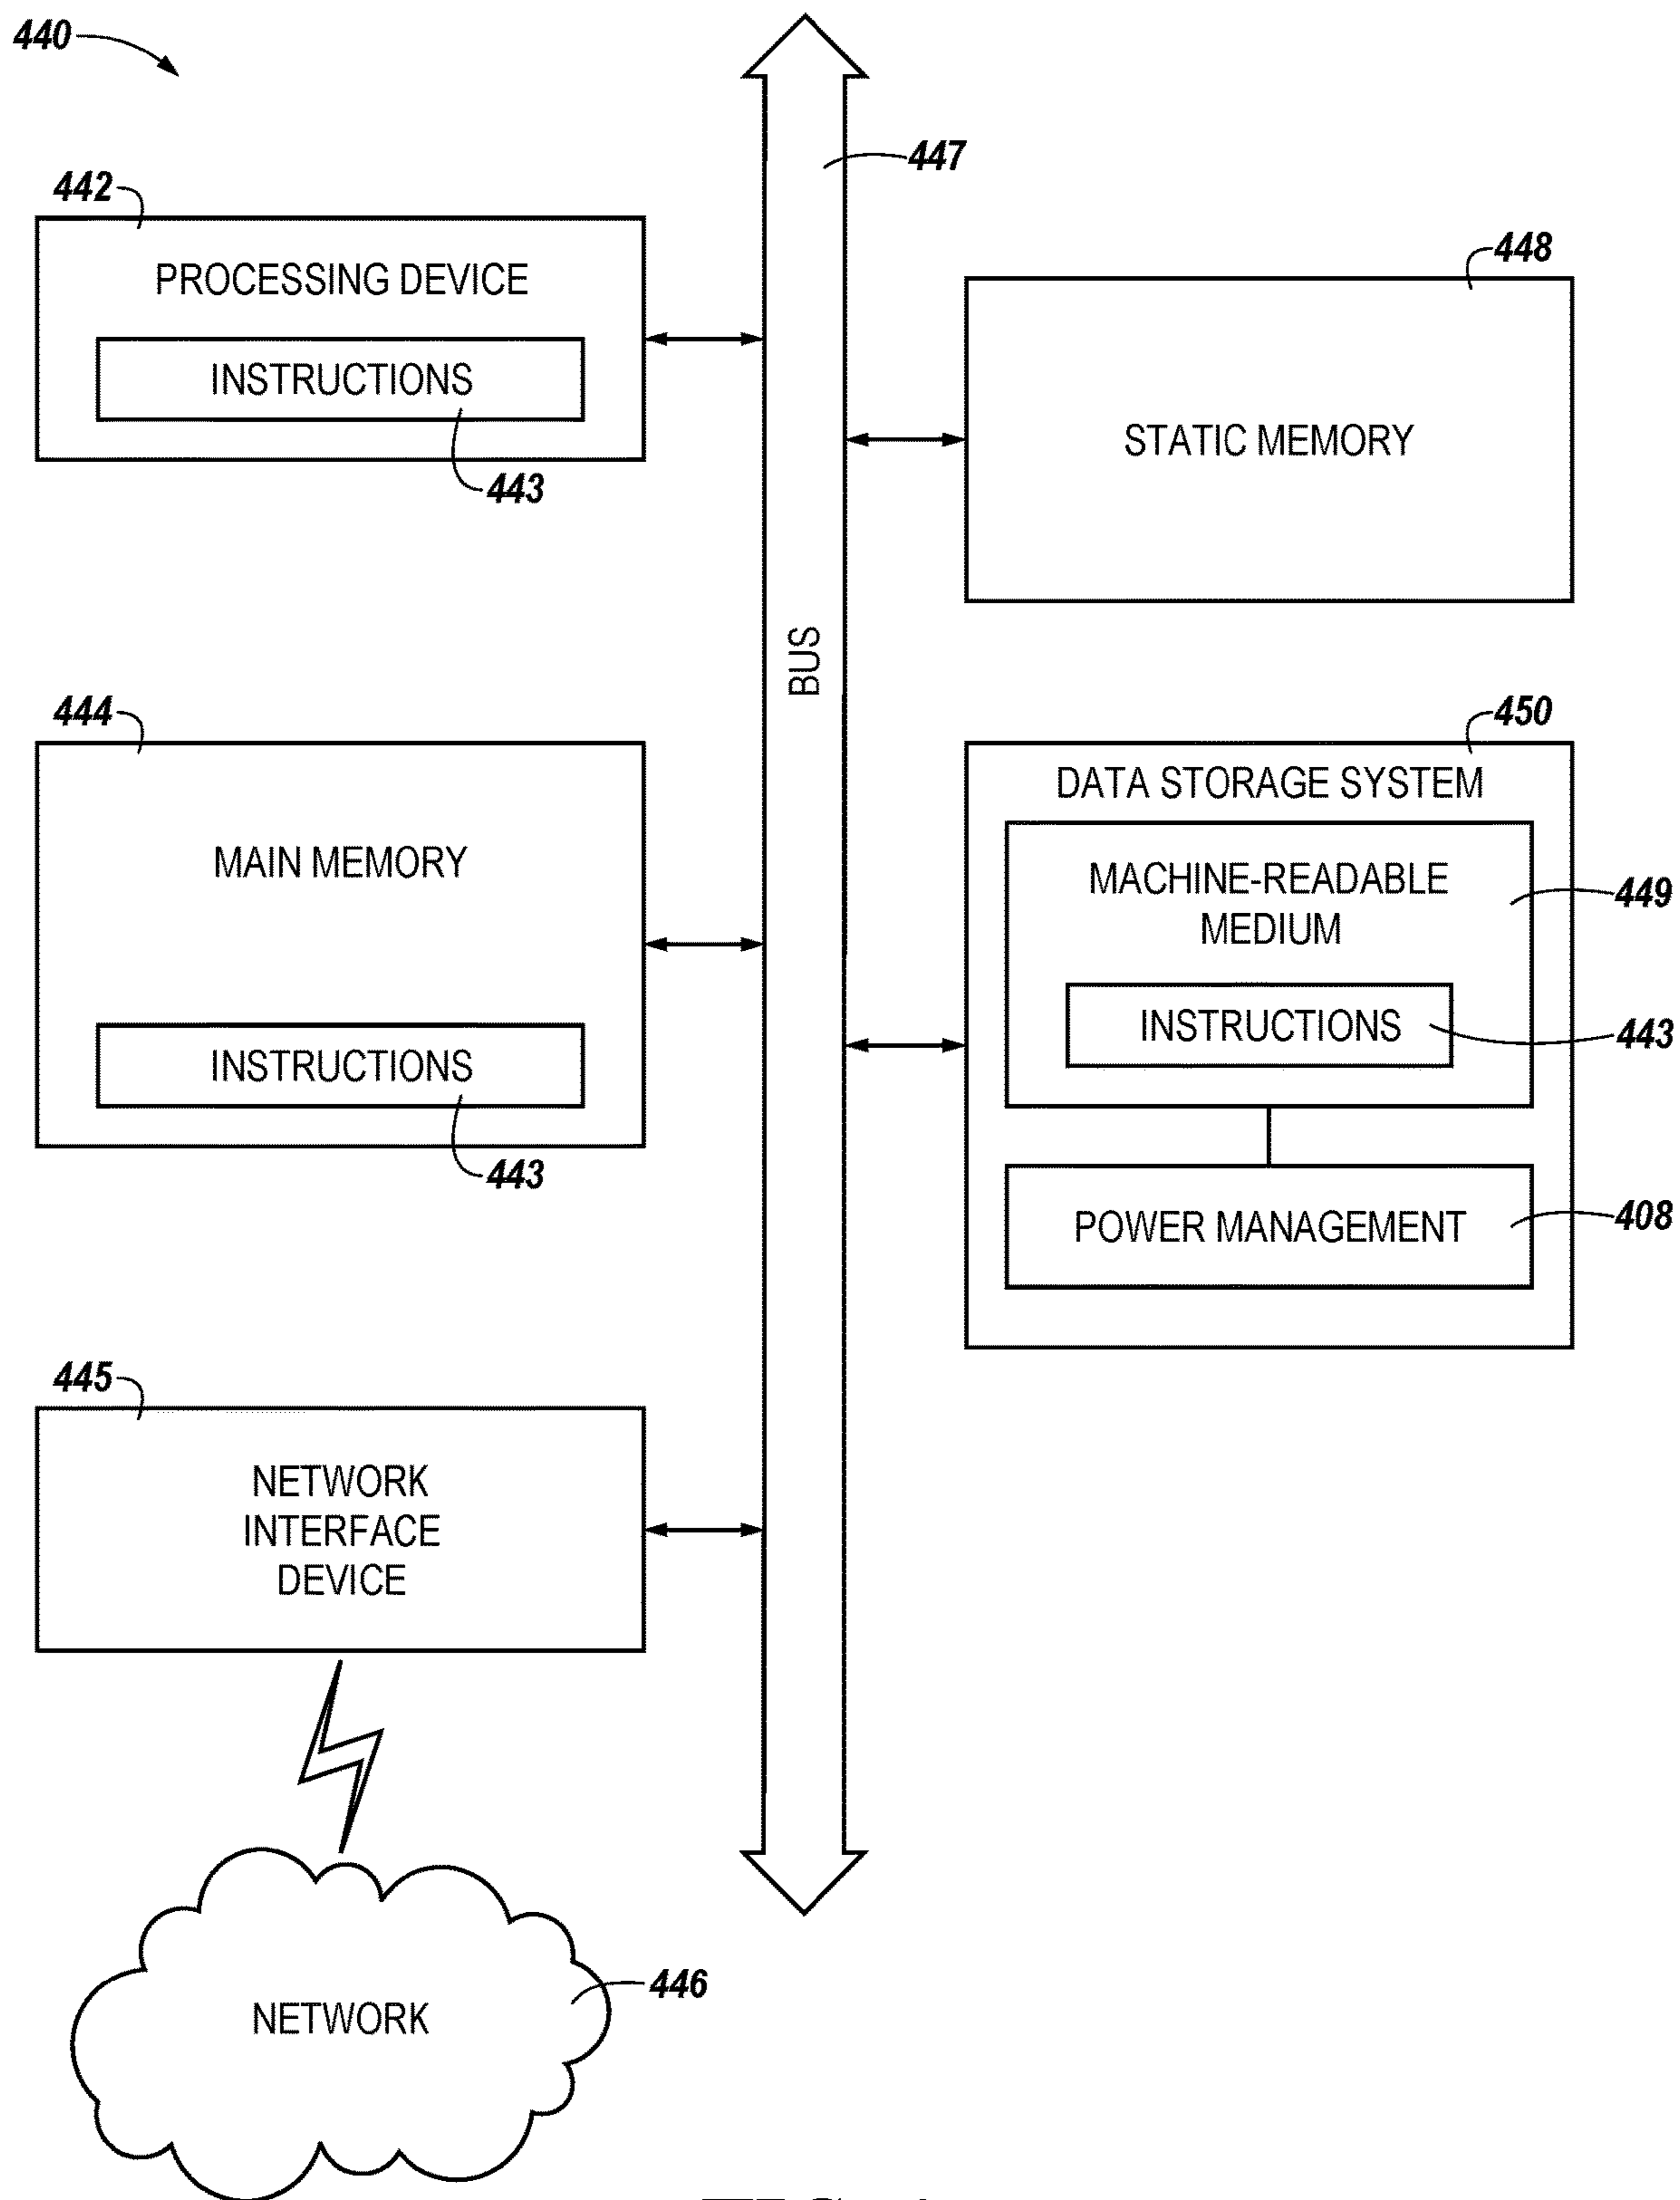 440
447
442
PROCESSING DEVICE
INSTRUCTIONS
443
448
STATIC MEMORY
BUS
444
MAIN MEMORY
INSTRUCTIONS
443
450
DATA STORAGE SYSTEM
MACHINE-READABLE
MEDIUM
449
INSTRUCTIONS
443
POWER MANAGEMENT
408
445
NETWORK
INTERFACE
DEVICE
NETWORK
446